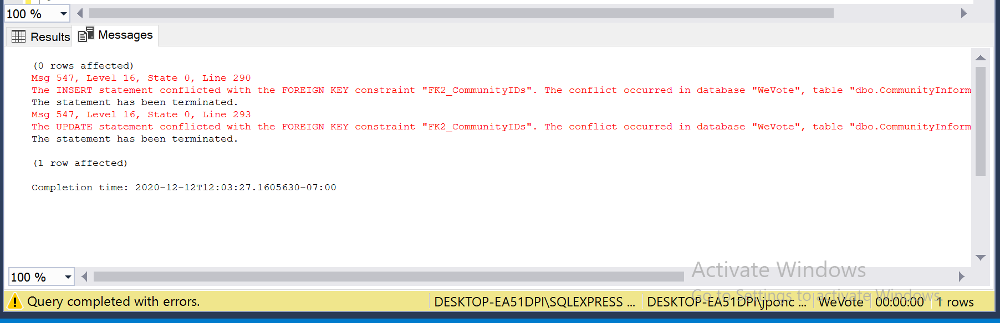 100 %
Results
Messages
(0 rows affected)
Msg 547, Level 16, State 0, Line 290
The INSERT statement conflicted with the FOREIGN KEY constraint "FK2_CommunityIDs". The conflict occurred in database "WeVote", table "dbo.CommunityInform
The statement has been terminated.
Msg 547, Level 16, State 0, Line 293
The UPDATE statement conflicted with the FOREIGN KEY constraint "FK2_CommunityIDs". The conflict occurred in database "WeVote", table "dbo.CommunityInform
The statement has been terminated.
(1 row affected)
Completion time: 2020-12-12T12:03:27.1605630-07:00
100 %
Activate Windows
Go to Settings to activate Windows.
Query completed with errors.
DESKTOP-EA51DPI\SQLEXPRESS ...
DESKTOP-EA51DPI\jponc ...
WeVote
00:00:00
1 rows